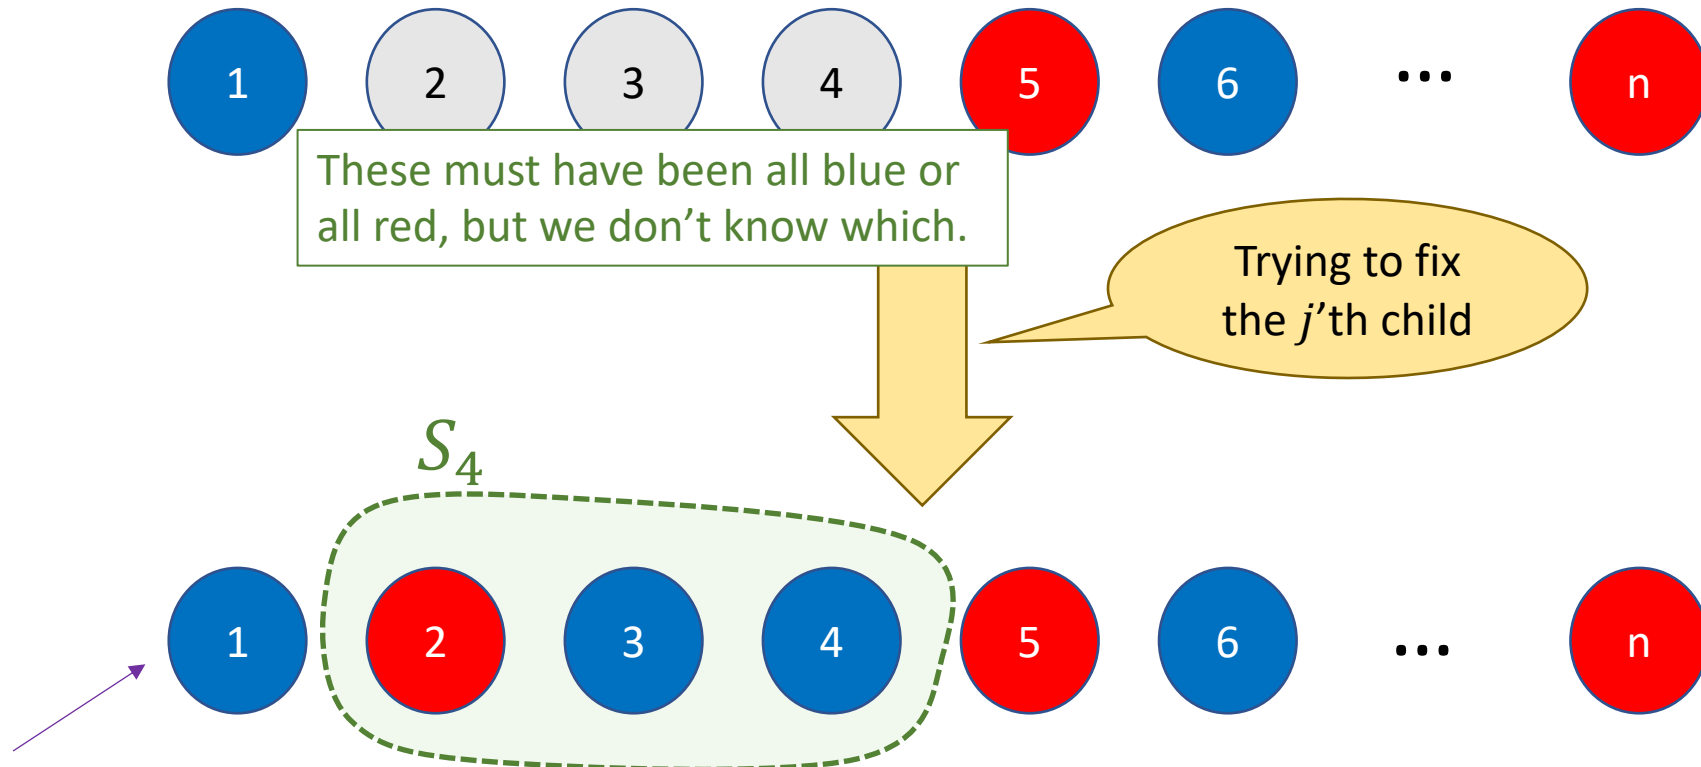 1 2 3 4 5 6 … n
These must have been all blue or
all red, but we don’t know which.
Trying to fix
the j’th child
S₄
1 2 3 4 5 6 … n